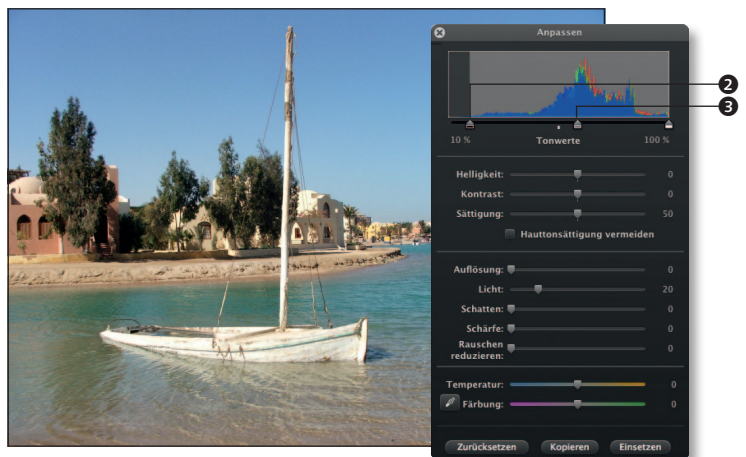 Anpassen
2
3
10 % Tonwerte 100 %
Helligkeit: 0
Kontrast: 0
Sättigung: 50
Hauttonsättigung vermeiden
Auflösung: 0
Licht: 20
Schatten: 0
Schärfe: 0
Rauschen
reduzieren: 0
Temperatur: 0
Färbung: 0
Zurücksetzen Kopieren Einsetzen